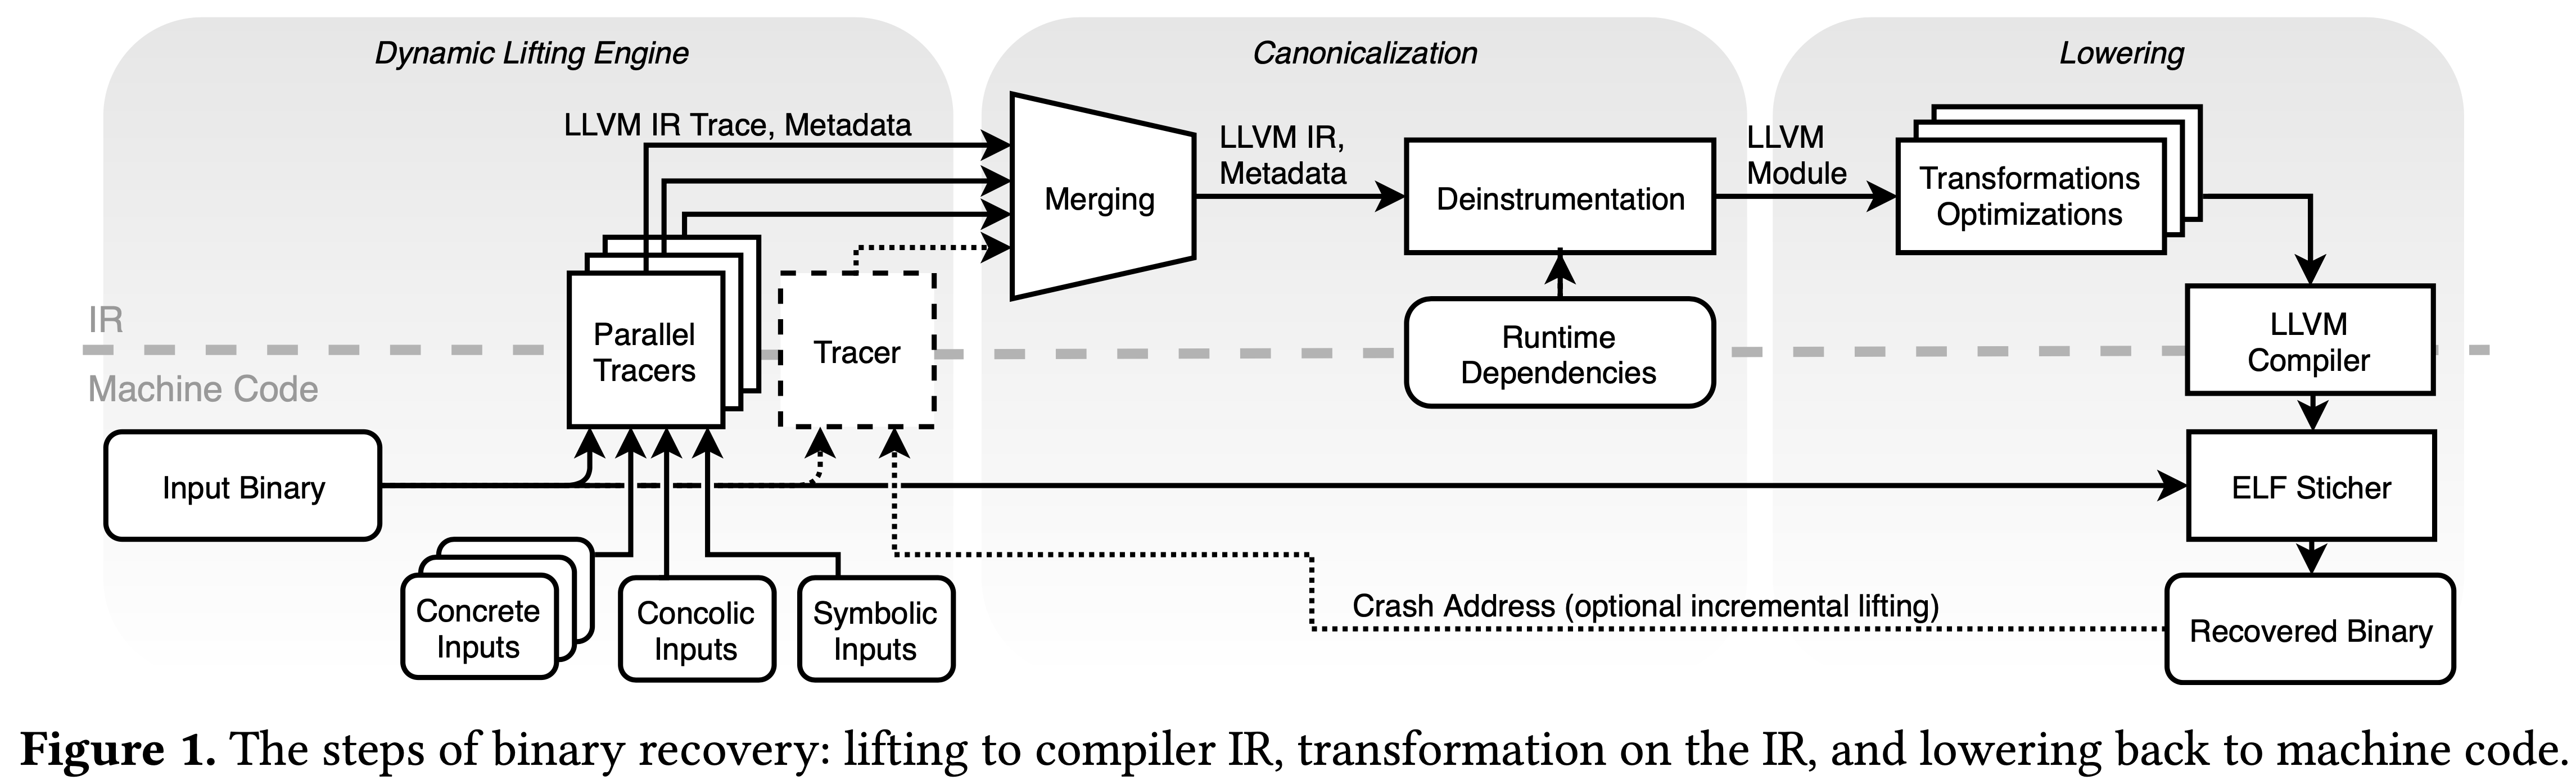 Dynamic Lifting Engine
Canonicalization
Lowering
LLVM IR Trace, Metadata
Merging
LLVM IR,
Metadata
Deinstrumentation
LLVM
Module
Transformations
Optimizations
IR
Machine Code
Parallel
Tracers
Tracer
Runtime
Dependencies
LLVM
Compiler
Input Binary
ELF Sticher
Concrete
Inputs
Concolic
Inputs
Symbolic
Inputs
Crash Address (optional incremental lifting)
Recovered Binary
Figure 1. The steps of binary recovery: lifting to compiler IR, transformation on the IR, and lowering back to machine code.